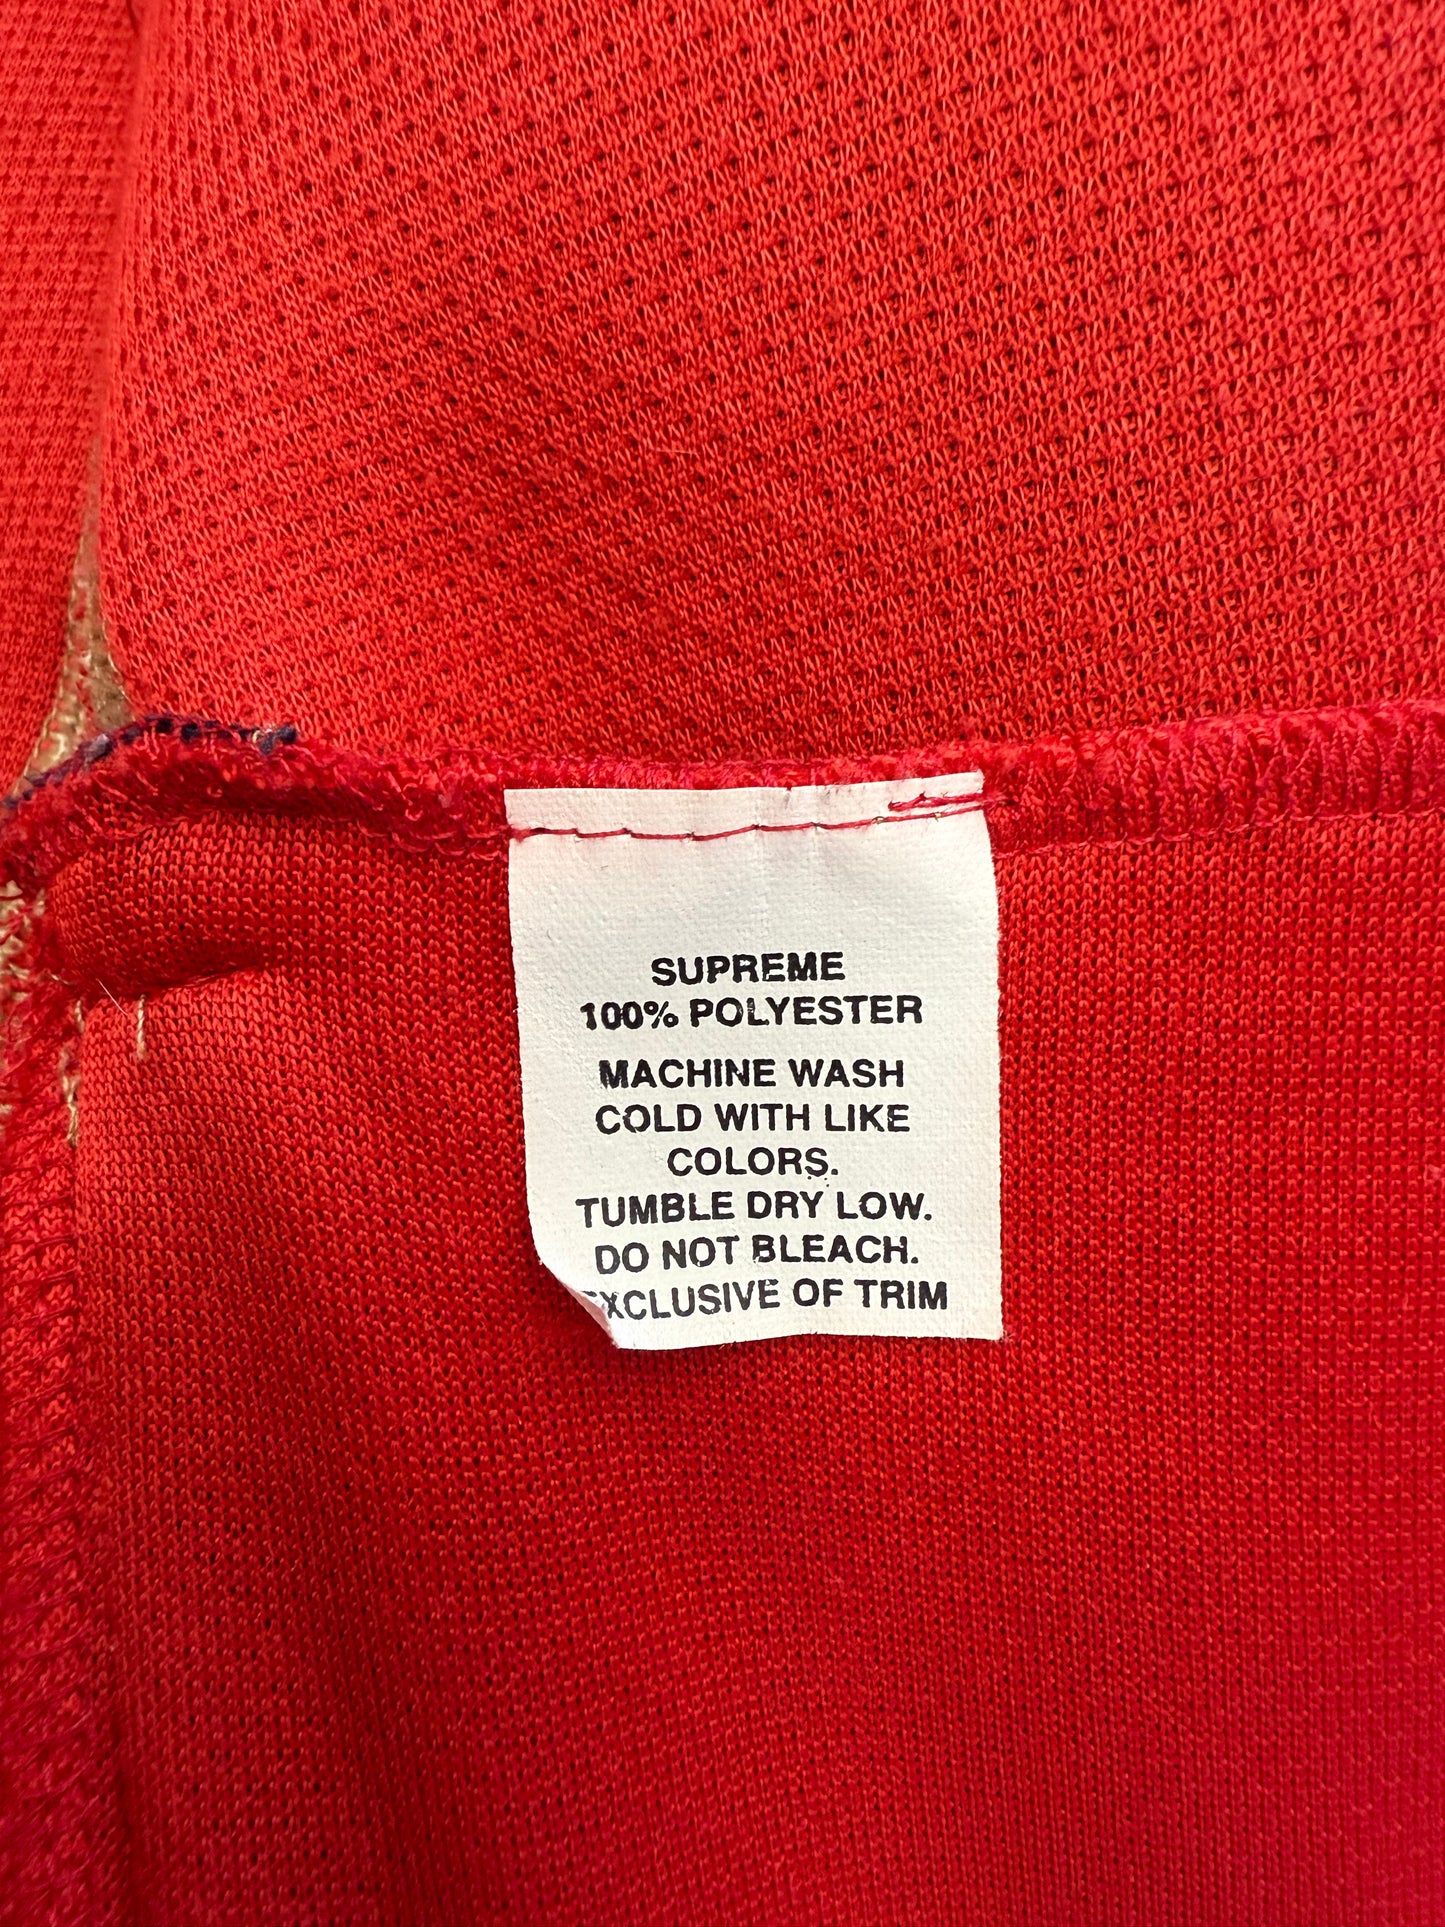 SUPREME
100% POLYESTER
MACHINE WASH
COLD WITH LIKE
COLORS.
TUMBLE DRY LOW.
DO NOT BLEACH.
EXCLUSIVE OF TRIM